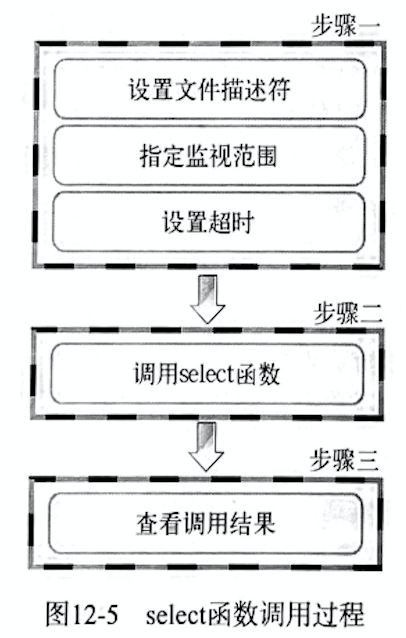 步骤一
设置文件描述符
指定监视范围
设置超时
步骤二
调用select函数
步骤三
查看调用结果
图12-5 select函数调用过程